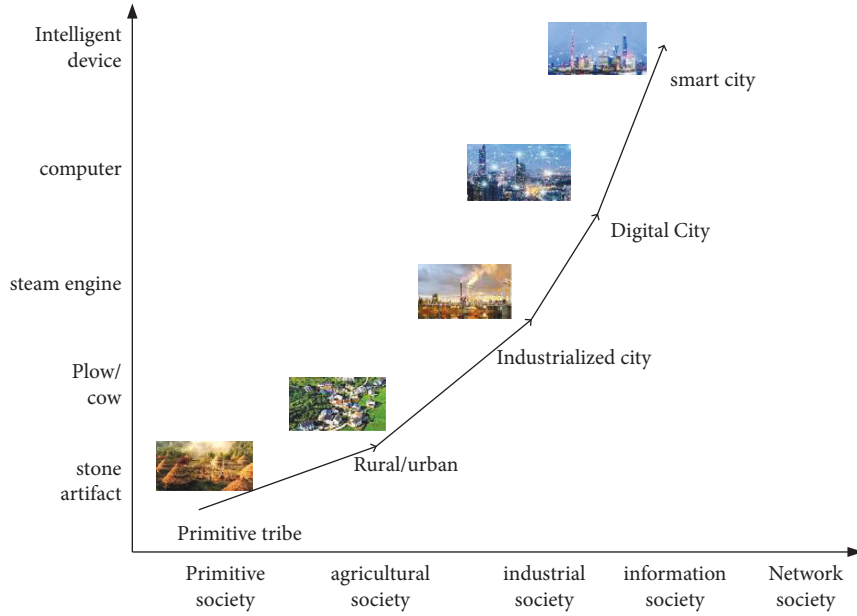 Intelligent
device
smart city
computer
Digital City
steam engine
Industrialized city
Plow/
cow
Rural/urban
stone
artifact
Primitive tribe
Primitive
society
agricultural
society
industrial
society
information
society
Network
society